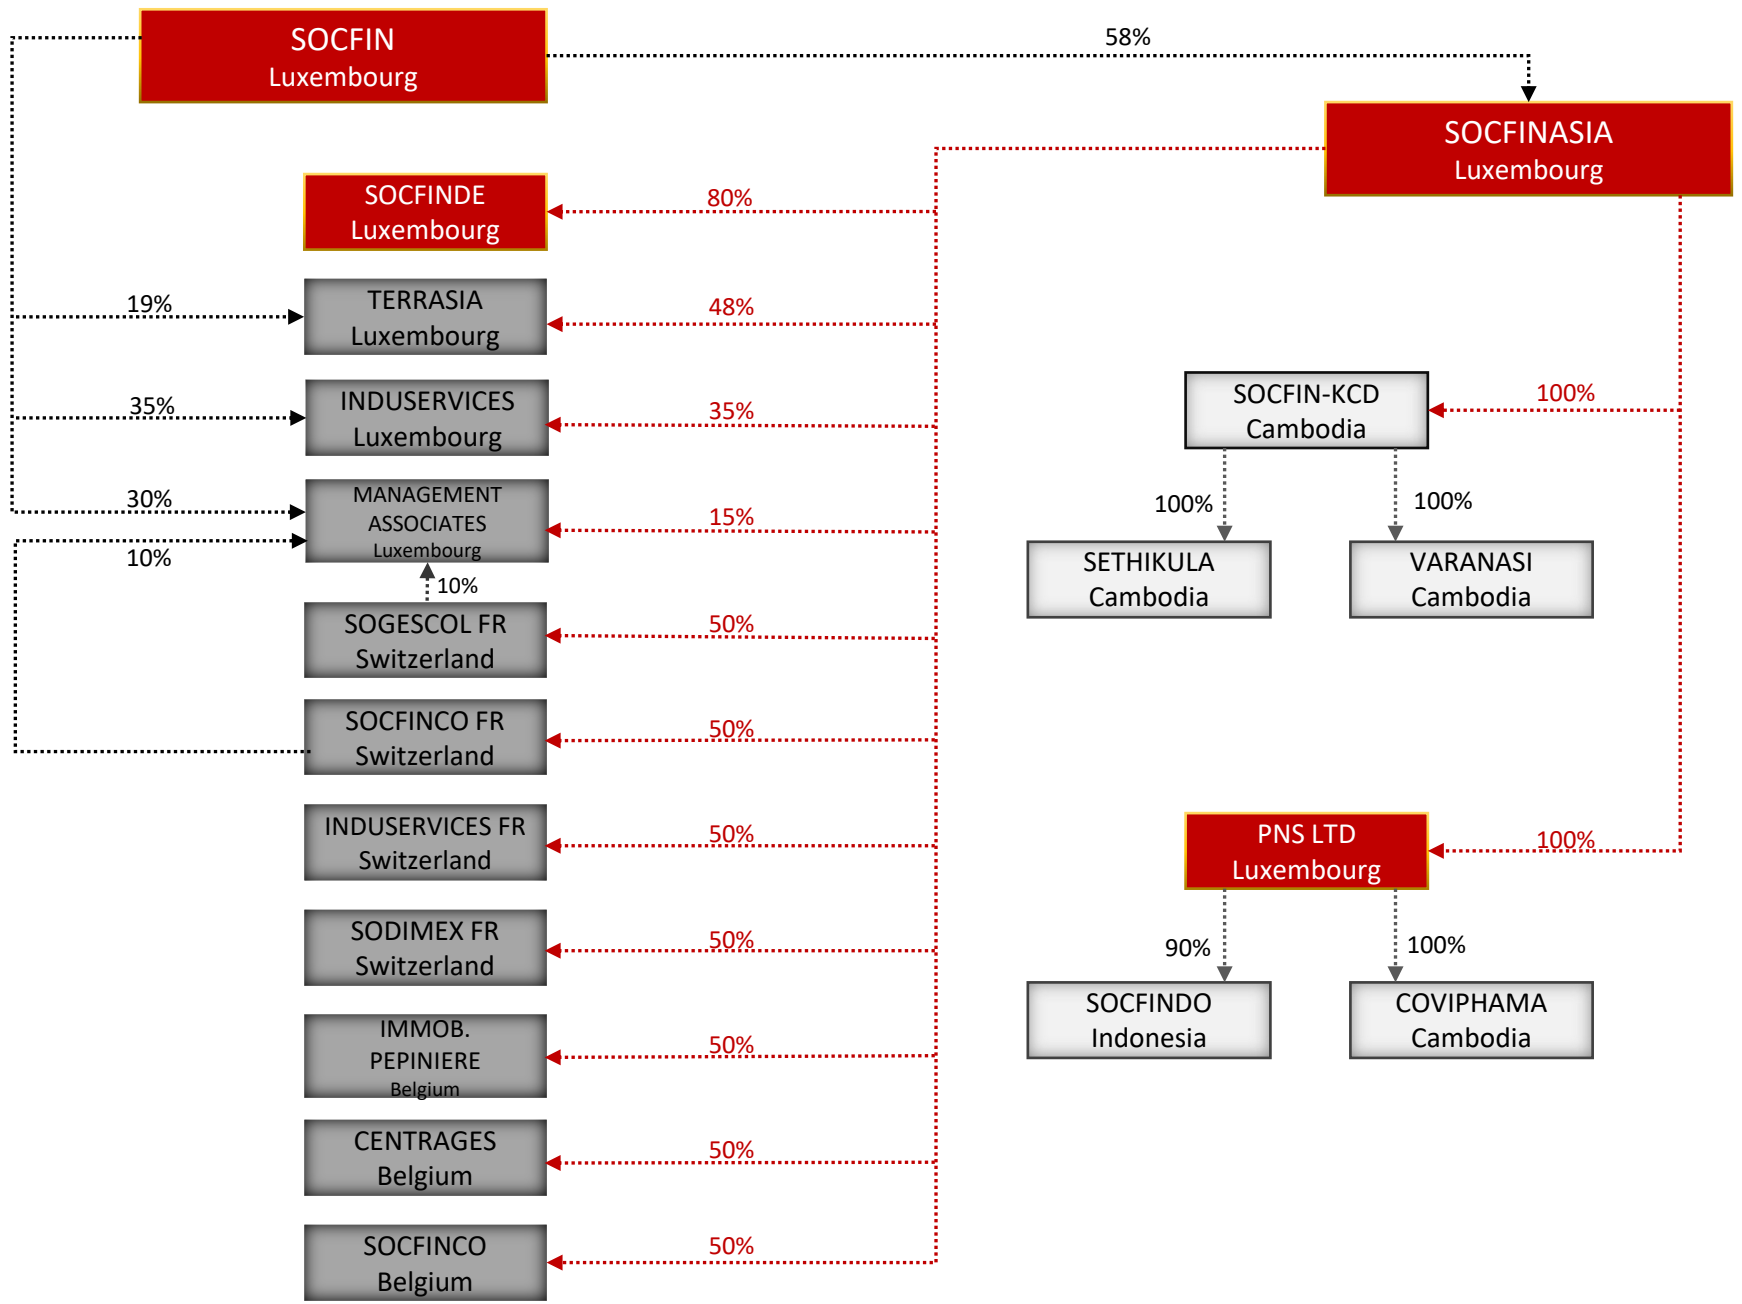 SOCFIN
Luxembourg
58%
SOCFINASIA
Luxembourg
SOCFINDE
Luxembourg
80%
19%
TERRASIA
Luxembourg
48%
35%
INDUSERVICES
Luxembourg
35%
30%
10%
MANAGEMENT
ASSOCIATES
Luxembourg
15%
10%
SOGESCOL FR
Switzerland
50%
SOCFINCO FR
Switzerland
50%
INDUSERVICES FR
Switzerland
50%
SODIMEX FR
Switzerland
50%
IMMOB.
PEPINIERE
Belgium
50%
CENTRAGES
Belgium
50%
SOCFINCO
Belgium
50%
SOCFIN-KCD
Cambodia
100%
100%
100%
SETHIKULA
Cambodia
VARANASI
Cambodia
PNS LTD
Luxembourg
100%
90%
100%
SOCFINDO
Indonesia
COVIPHAMA
Cambodia